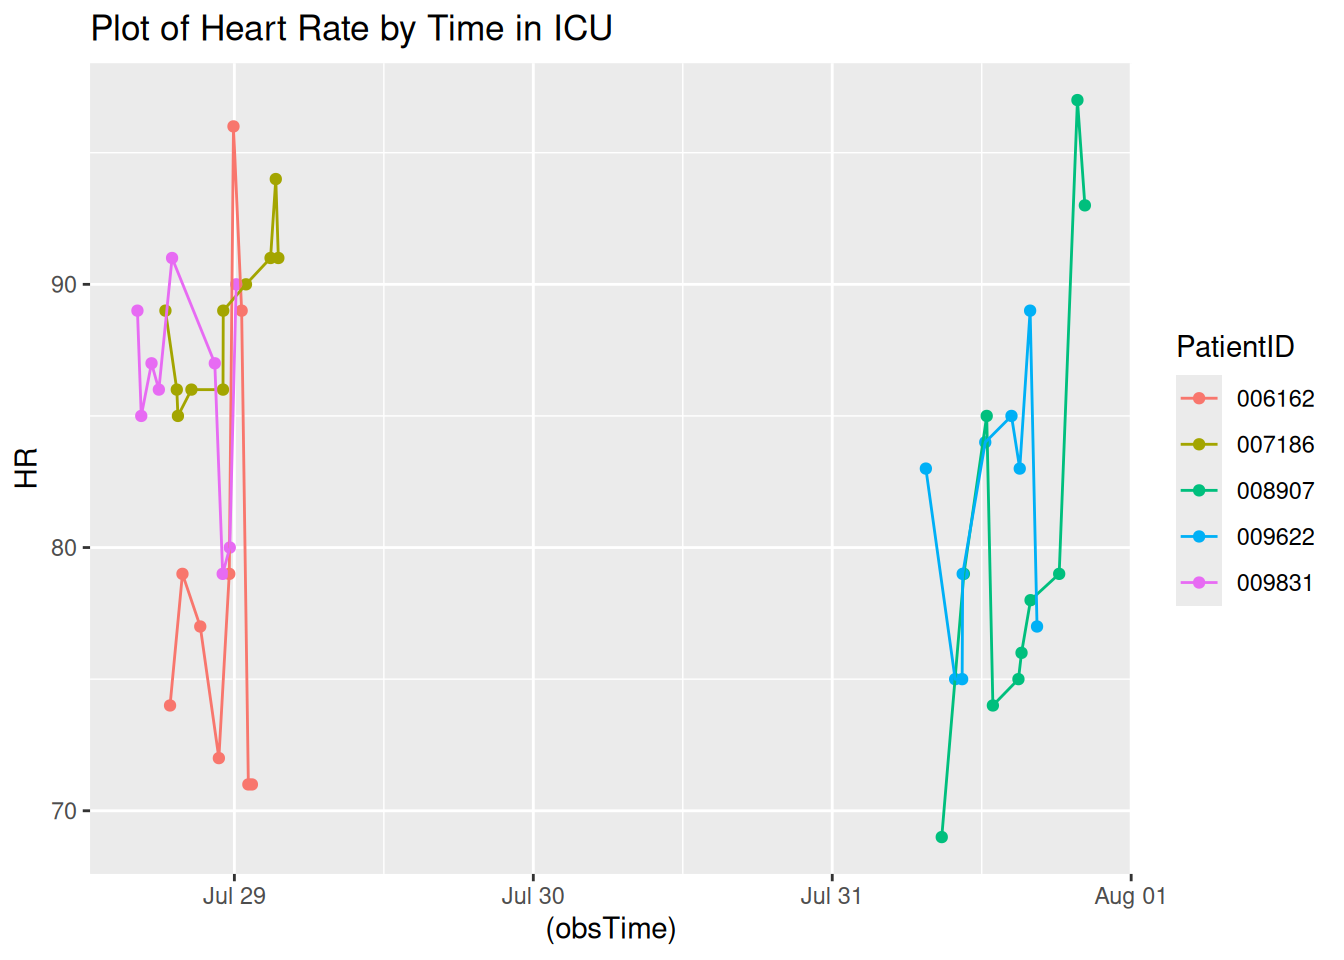 Plot of Heart Rate by Time in ICU
HR
90
80
70
Jul 29 Jul 30 Jul 31 Aug 01
(obsTime)
PatientID
006162
007186
008907
009622
009831